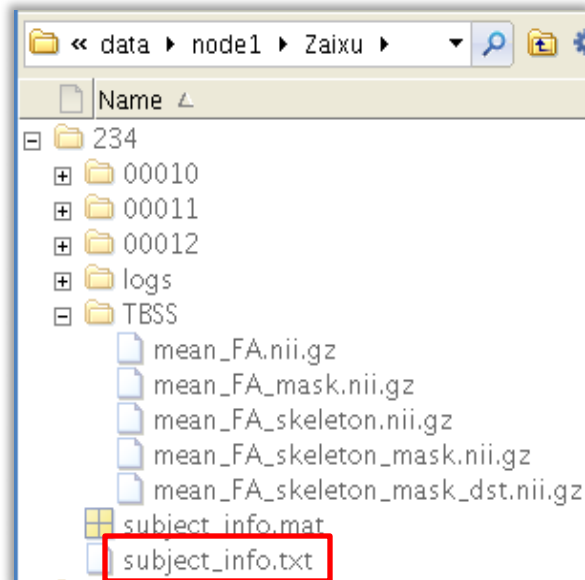 « data ▸ node1 ▸ Zaixu ▸
Name
234
00010
00011
00012
logs
TBSS
mean_FA.nii.gz
mean_FA_mask.nii.gz
mean_FA_skeleton.nii.gz
mean_FA_skeleton_mask.nii.gz
mean_FA_skeleton_mask_dst.nii.gz
subject_info.mat
subject_info.txt